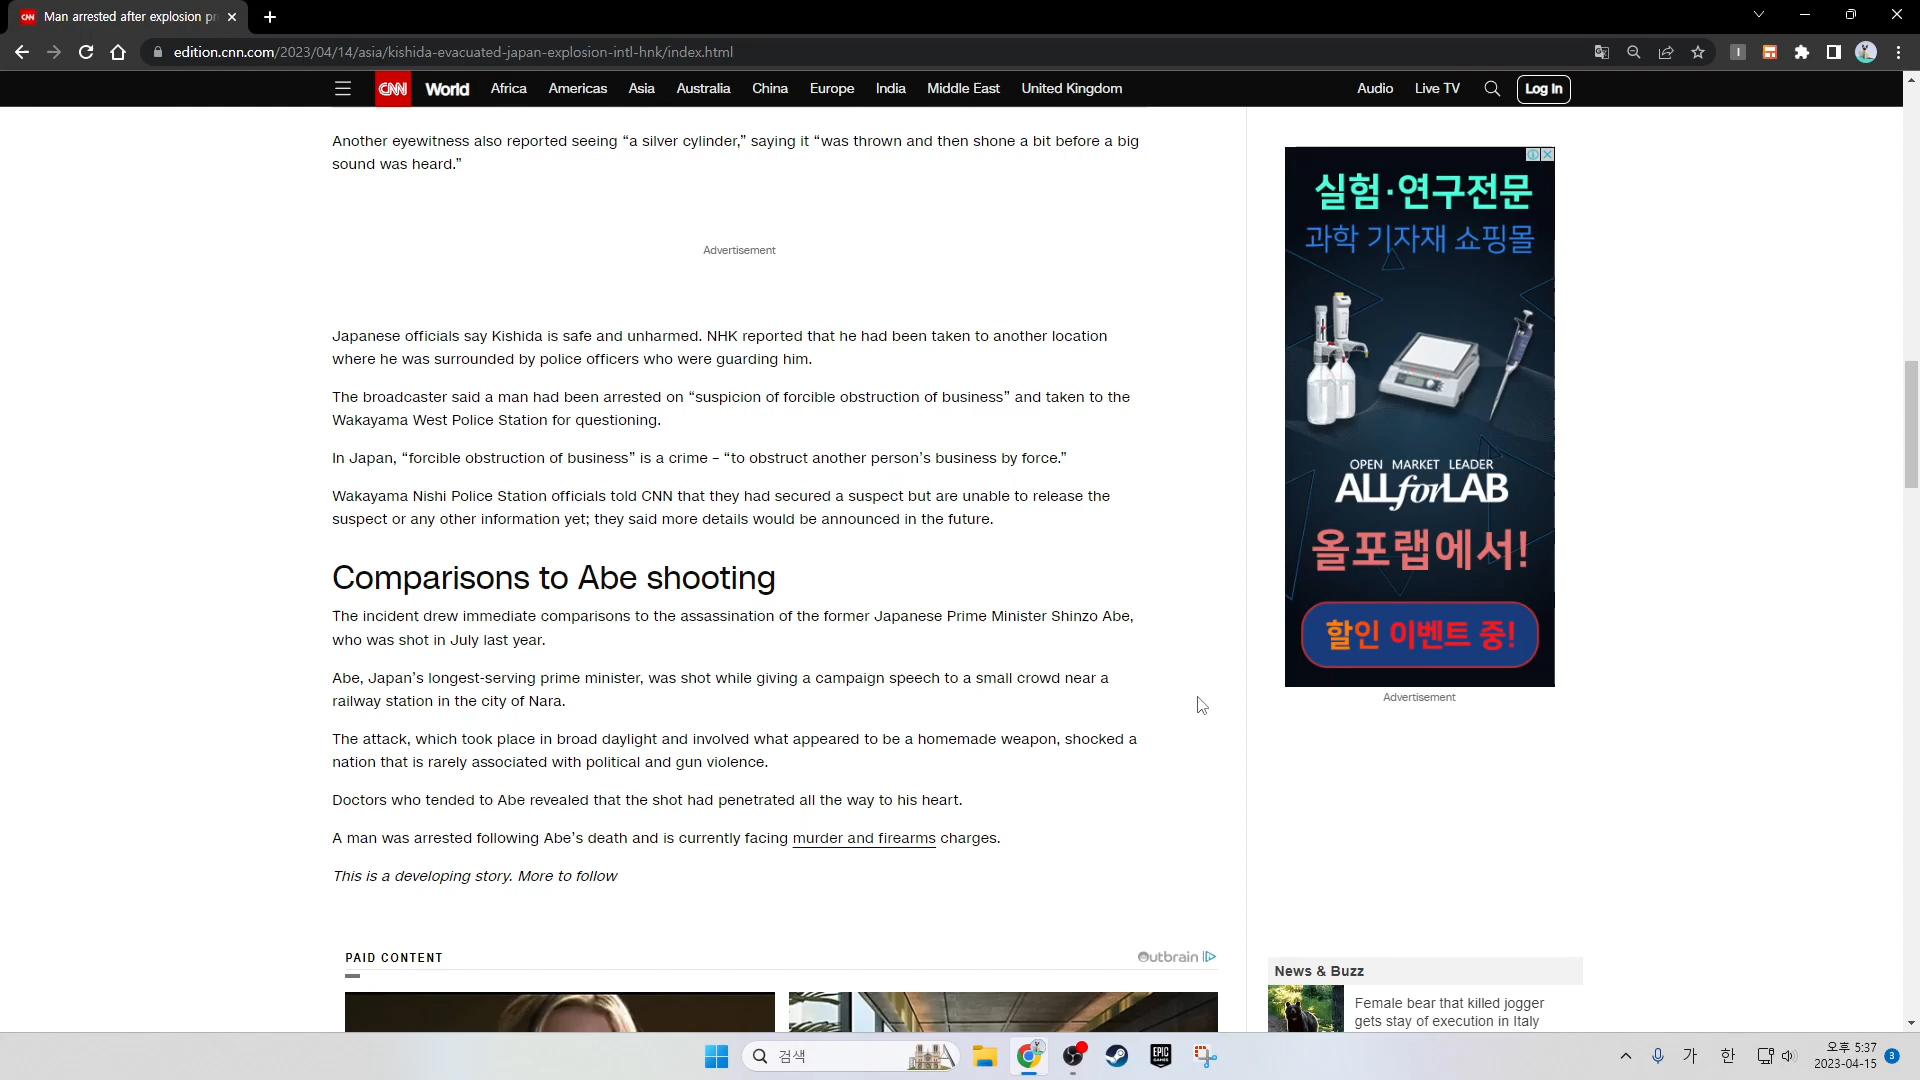 Man arrested after explosion pr
edition.cnn.com/2023/04/14/asia/kishida-evacuated-japan-explosion-intl-hnk/index.html
CNN World Africa Americas Asia Australia China Europe India Middle East United Kingdom Audio Live TV Log In
Another eyewitness also reported seeing “a silver cylinder,” saying it “was thrown and then shone a bit before a big
sound was heard.”
Advertisement
Japanese officials say Kishida is safe and unharmed. NHK reported that he had been taken to another location
where he was surrounded by police officers who were guarding him.
The broadcaster said a man had been arrested on “suspicion of forcible obstruction of business” and taken to the
Wakayama West Police Station for questioning.
In Japan, “forcible obstruction of business” is a crime – “to obstruct another person’s business by force.”
Wakayama Nishi Police Station officials told CNN that they had secured a suspect but are unable to release the
suspect or any other information yet; they said more details would be announced in the future.
Comparisons to Abe shooting
The incident drew immediate comparisons to the assassination of the former Japanese Prime Minister Shinzo Abe,
who was shot in July last year.
Abe, Japan’s longest-serving prime minister, was shot while giving a campaign speech to a small crowd near a
railway station in the city of Nara.
The attack, which took place in broad daylight and involved what appeared to be a homemade weapon, shocked a
nation that is rarely associated with political and gun violence.
Doctors who tended to Abe revealed that the shot had penetrated all the way to his heart.
A man was arrested following Abe’s death and is currently facing murder and firearms charges.
This is a developing story. More to follow
PAID CONTENT
Outbrain
실험·연구전문
과학 기자재 쇼핑몰
OPEN MARKET LEADER
ALLforLAB
올포랩에서!
할인 이벤트 중!
Advertisement
News & Buzz
Female bear that killed jogger
gets stay of execution in Italy
검색
EPIC
GAMES
가
한
오후 5:37
2023-04-15
3